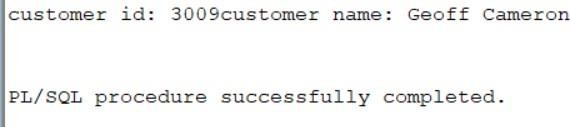 customer id: 3009customer name: Geoff Cameron
PL/SQL procedure successfully completed.